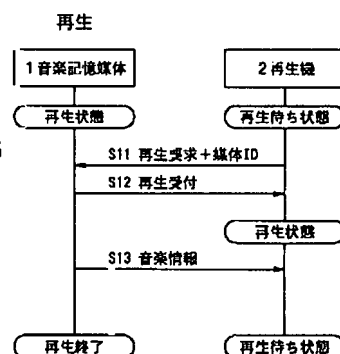 再生
1音楽記憶媒体
2再生機
再生状態
再生待ち状態
S11 再生要求+媒体ID
S12 再生受付
再生状態
S13 音楽情報
再生終了
再生待ち状態